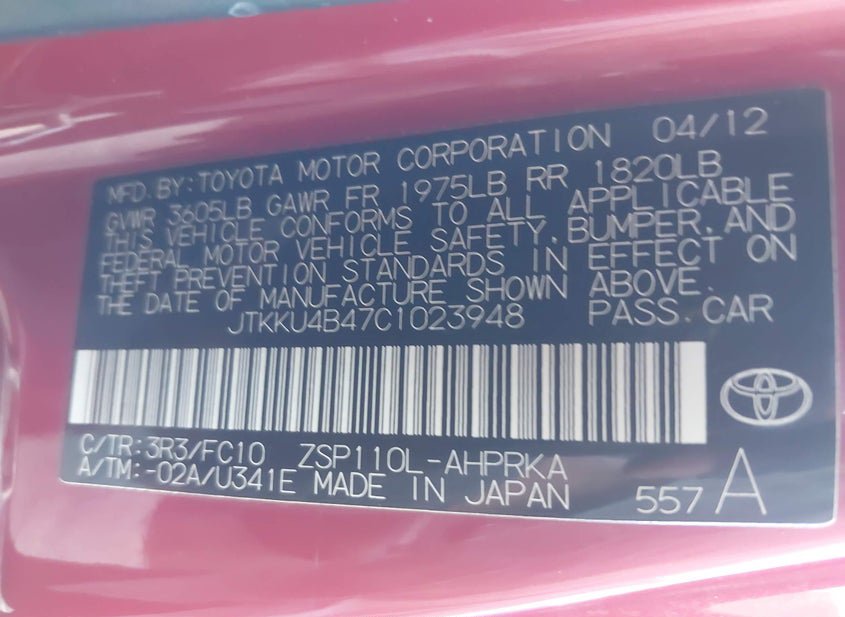 MFD. BY: TOYOTA MOTOR CORPORATION 04/12
GVWR 3605LB GAWR FR 1975LB RR 1820LB
THIS VEHICLE CONFORMS TO ALL APPLICABLE
FEDERAL MOTOR VEHICLE SAFETY, BUMPER, AND
THEFT PREVENTION STANDARDS IN EFFECT ON
THE DATE OF MANUFACTURE SHOWN ABOVE.
JTKKU4B47C1023948 PASS. CAR
C/TR: 3R3/FC10 ZSP110L-AHPRKA
A/TM: -02A/U341E MADE IN JAPAN 557 A